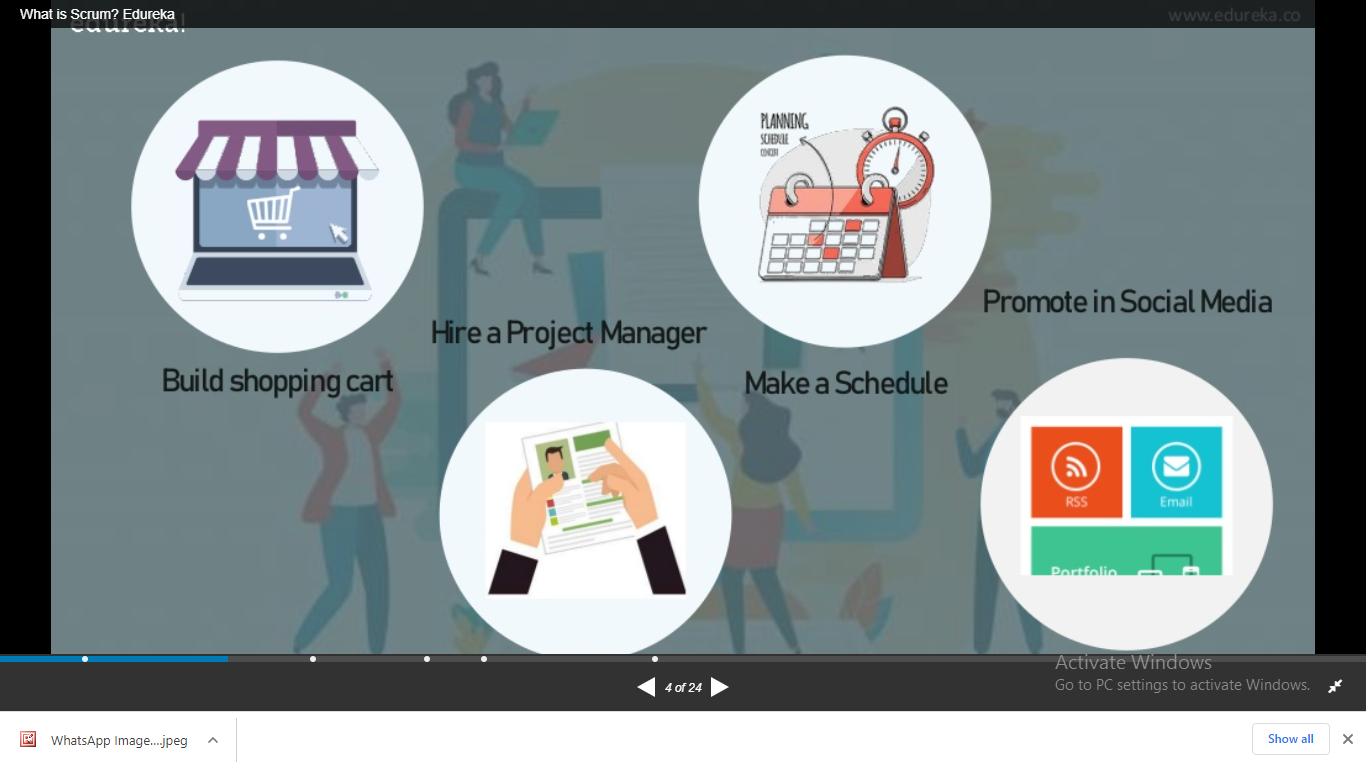 What is Scrum? Edureka
edureka!
www.edureka.co
PLANNING
SCHEDULE
CONCEPT
Promote in Social Media
Hire a Project Manager
Build shopping cart
Make a Schedule
RSS
Email
Portfolio
4 of 24
Activate Windows
Go to PC settings to activate Windows.
WhatsApp Image....jpeg
Show all